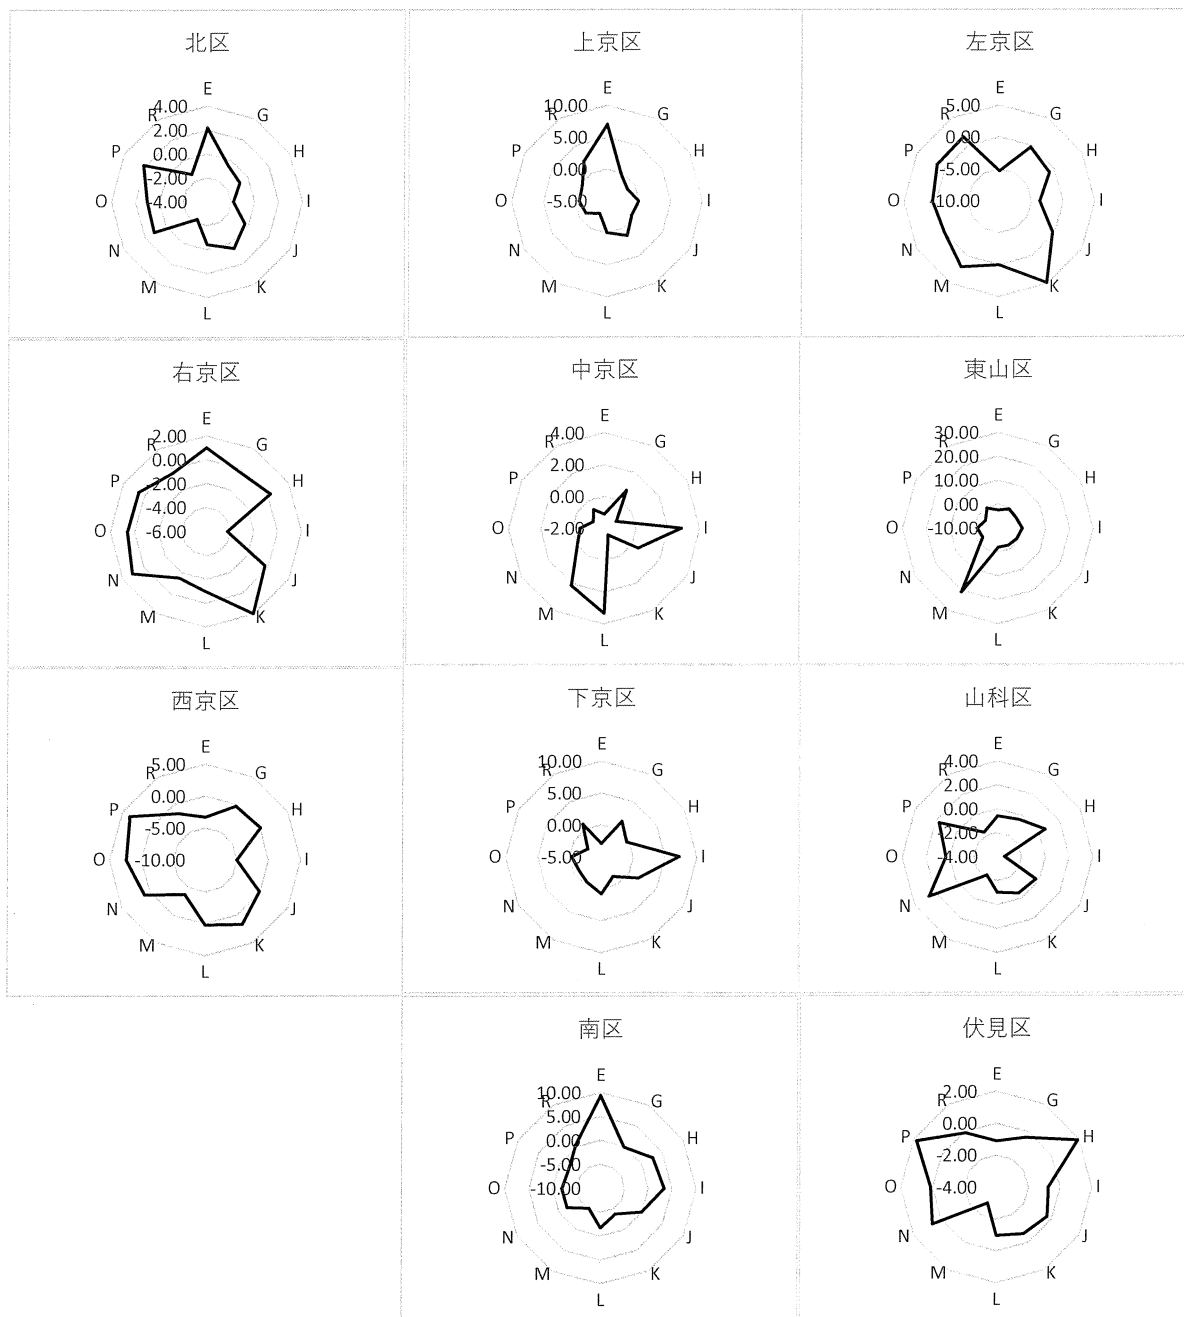 北区
E
4.00
R
G
2.00
P
H
0.00
-2.00
O
-4.00
I
N
J
M
K
L
上京区
E
10.00
R
G
5.00
P
H
0.00
O
-5.00
I
N
J
M
K
L
左京区
E
5.00
R
G
0.00
P
H
-5.00
O
-10.00
I
N
J
M
K
L
右京区
E
2.00
R
G
0.00
P
H
-2.00
-4.00
O
-6.00
I
N
J
M
K
L
中京区
E
4.00
R
G
2.00
P
H
0.00
O
-2.00
I
N
J
M
K
L
東山区
E
30.00
R
G
20.00
P
H
10.00
0.00
O
-10.00
I
N
J
M
K
L
西京区
E
5.00
R
G
0.00
P
H
-5.00
O
-10.00
I
N
J
M
K
L
下京区
E
10.00
R
G
5.00
P
H
0.00
O
-5.00
I
N
J
M
K
L
山科区
E
4.00
R
G
2.00
P
H
0.00
-2.00
O
-4.00
I
N
J
M
K
L
南区
E
10.00
R
G
5.00
P
H
0.00
-5.00
O
-10.00
I
N
J
M
K
L
伏見区
E
2.00
R
G
0.00
P
H
-2.00
O
-4.00
I
N
J
M
K
L